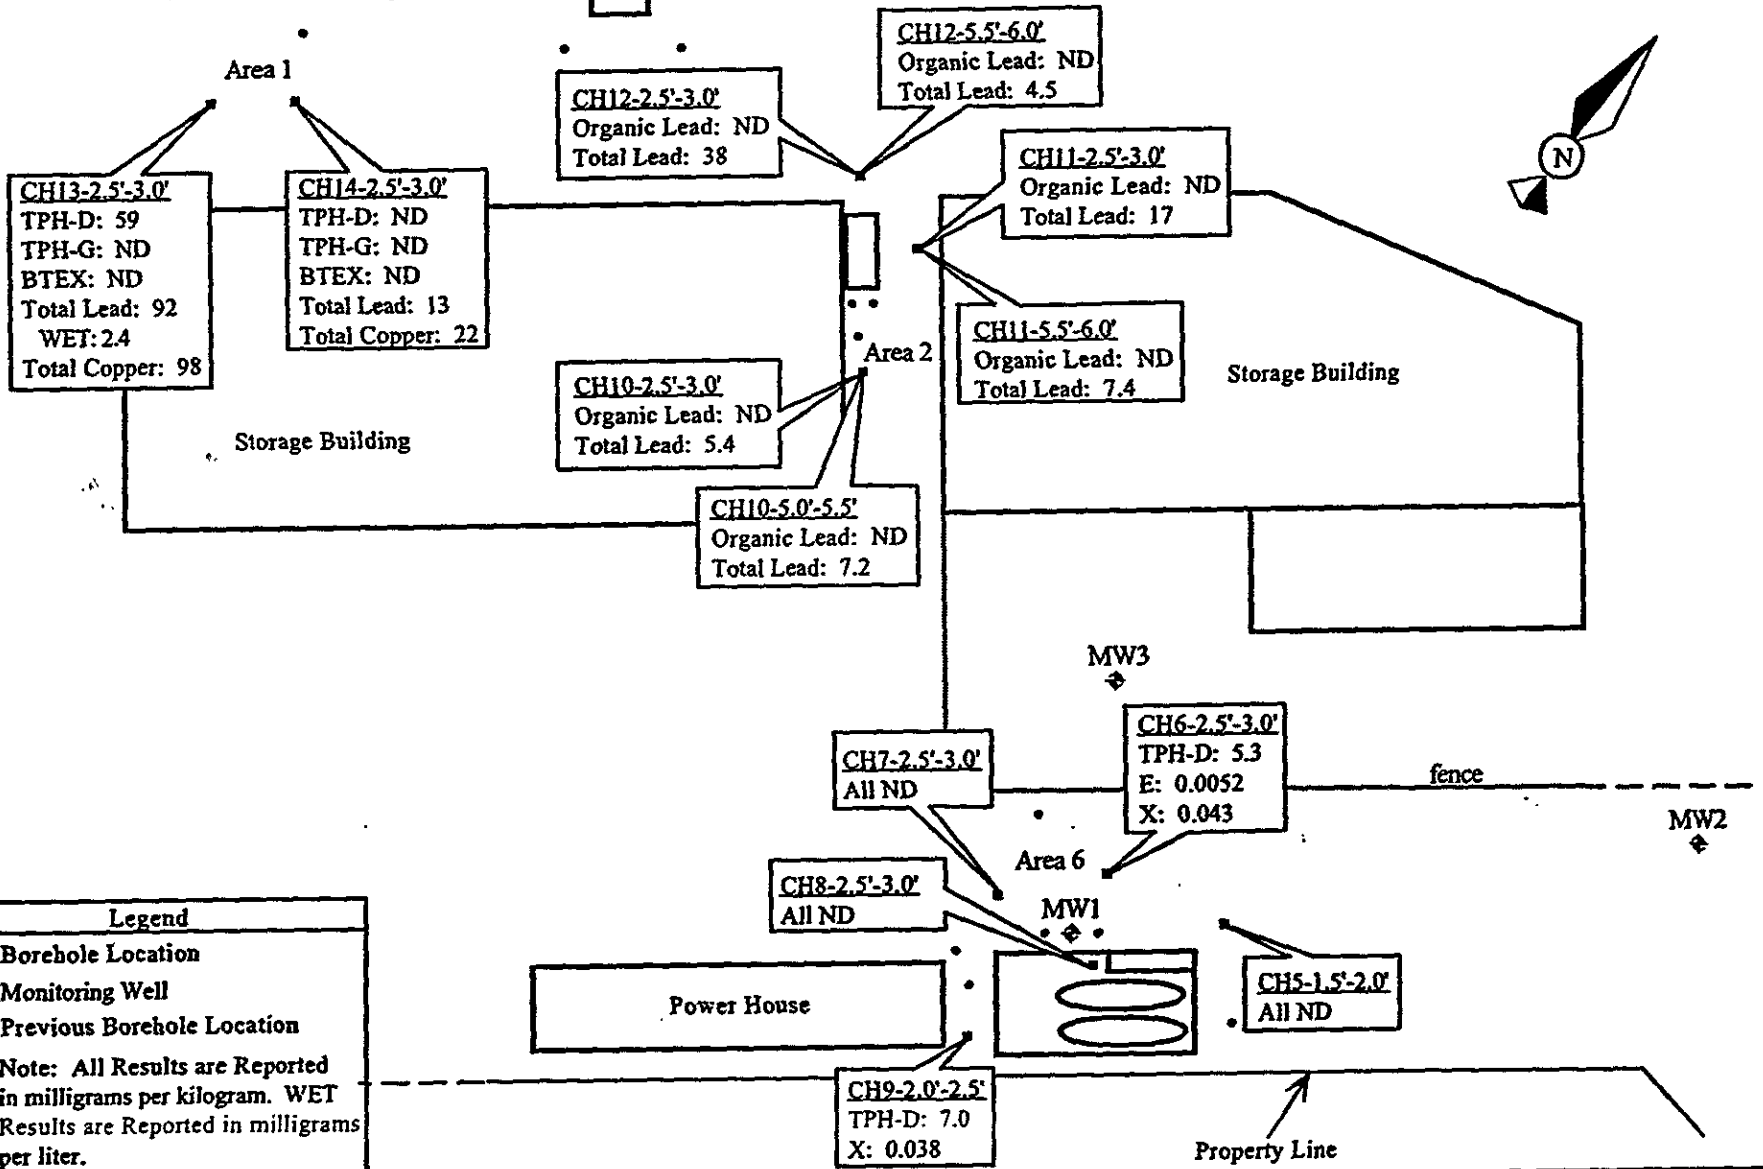 Area 1
CH12-5.5'-6.0'
Organic Lead: ND
Total Lead: 4.5
CH12-2.5'-3.0'
Organic Lead: ND
Total Lead: 38
N
CH11-2.5'-3.0'
Organic Lead: ND
Total Lead: 17
CH13-2.5'-3.0'
TPH-D: 59
TPH-G: ND
BTEX: ND
Total Lead: 92
WET: 2.4
Total Copper: 98
CH14-2.5'-3.0'
TPH-D: ND
TPH-G: ND
BTEX: ND
Total Lead: 13
Total Copper: 22
CH11-5.5'-6.0'
Organic Lead: ND
Total Lead: 7.4
Area 2
Storage Building
CH10-2.5'-3.0'
Organic Lead: ND
Total Lead: 5.4
Storage Building
CH10-5.0'-5.5'
Organic Lead: ND
Total Lead: 7.2
MW3
CH6-2.5'-3.0'
TPH-D: 5.3
E: 0.0052
X: 0.043
CH7-2.5'-3.0'
All ND
fence
MW2
Area 6
CH8-2.5'-3.0'
All ND
MW1
CH5-1.5'-2.0'
All ND
Power House
CH9-2.0'-2.5'
TPH-D: 7.0
X: 0.038
Property Line
Legend
Borehole Location
Monitoring Well
Previous Borehole Location
Note: All Results are Reported
in milligrams per kilogram. WET
Results are Reported in milligrams
per liter.